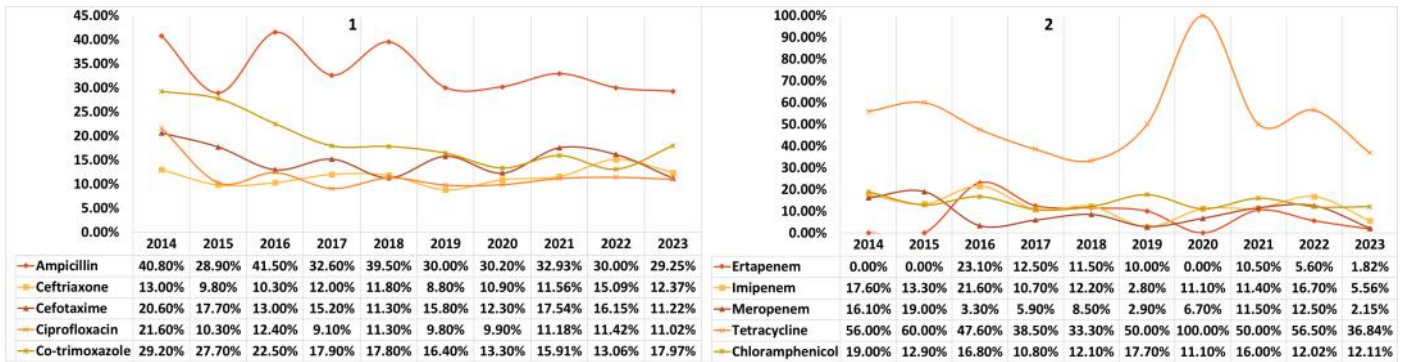 1
45.00%
40.00%
35.00%
30.00%
25.00%
20.00%
15.00%
10.00%
5.00%
0.00%
2014 2015 2016 2017 2018 2019 2020 2021 2022 2023
Ampicillin 40.80% 28.90% 41.50% 32.60% 39.50% 30.00% 30.20% 32.93% 30.00% 29.25%
Ceftriaxone 13.00% 9.80% 10.30% 12.00% 11.80% 8.80% 10.90% 11.56% 15.09% 12.37%
Cefotaxime 20.60% 17.70% 13.00% 15.20% 11.30% 15.80% 12.30% 17.54% 16.15% 11.22%
Ciprofloxacin 21.60% 10.30% 12.40% 9.10% 11.30% 9.80% 9.90% 11.18% 11.42% 11.02%
Co-trimoxazole 29.20% 27.70% 22.50% 17.90% 17.80% 16.40% 13.30% 15.91% 13.06% 17.97%
2
100.00%
90.00%
80.00%
70.00%
60.00%
50.00%
40.00%
30.00%
20.00%
10.00%
0.00%
2014 2015 2016 2017 2018 2019 2020 2021 2022 2023
Ertapenem 0.00% 0.00% 23.10% 12.50% 11.50% 10.00% 0.00% 10.50% 5.60% 1.82%
Imipenem 17.60% 13.30% 21.60% 10.70% 12.20% 2.80% 11.10% 11.40% 16.70% 5.56%
Meropenem 16.10% 19.00% 3.30% 5.90% 8.50% 2.90% 6.70% 11.50% 12.50% 2.15%
Tetracycline 56.00% 60.00% 47.60% 38.50% 33.30% 50.00% 100.00% 50.00% 56.50% 36.84%
Chloramphenicol 19.00% 12.90% 16.80% 10.80% 12.10% 17.70% 11.10% 16.00% 12.02% 12.11%